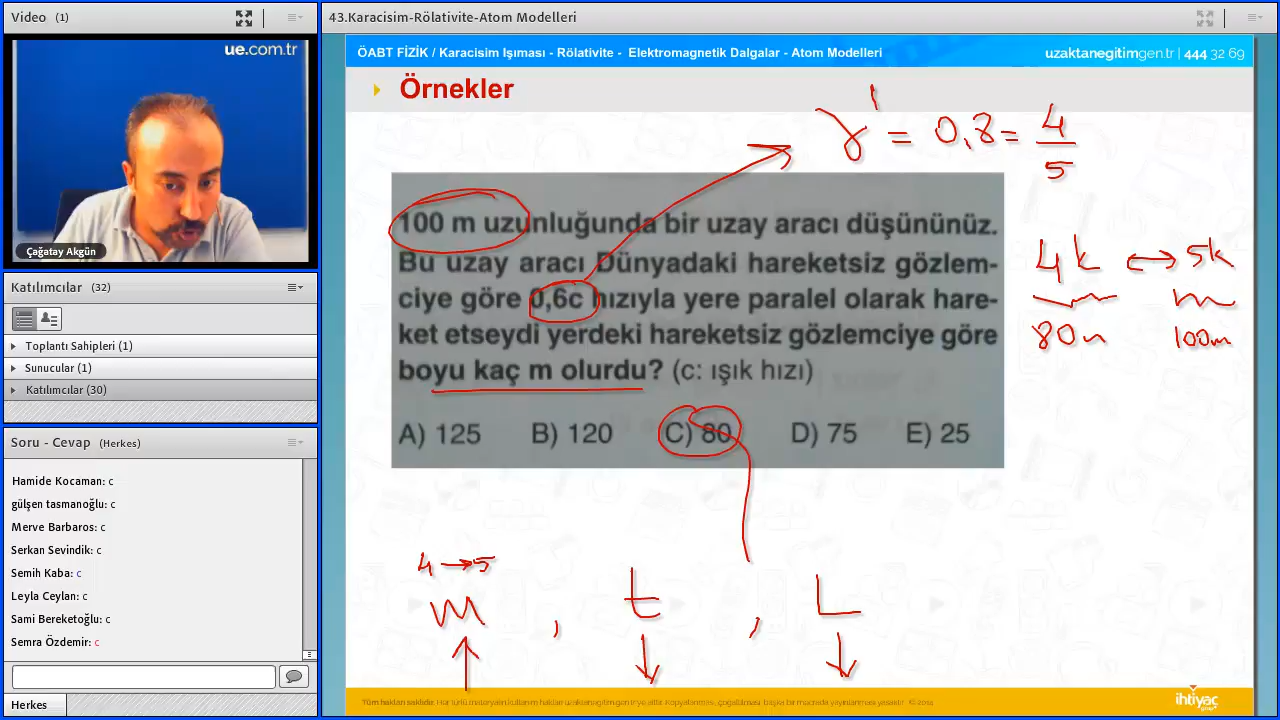 Video (1)
ue.com.tr
Çağatay Akgün
Katılımcılar (32)
Toplantı Sahipleri (1)
Sunucular (1)
Katılımcılar (30)
Soru - Cevap (Herkes)
Hamide Kocaman: c
gülşen tasmanoğlu: c
Merve Barbaros: c
Serkan Sevindik: c
Semih Kaba: c
Leyla Ceylan: c
Sami Bereketoğlu: c
Semra Özdemir: c
Herkes
43.Karacisim-Rölativite-Atom Modelleri
ÖABT FİZİK / Karacisim Işıması - Rölativite - Elektromagnetik Dalgalar - Atom Modelleri
uzaktanegitimgen.tr | 444 32 69
Örnekler
γ' = 0,8 = 4/5
100 m uzunluğunda bir uzay aracı düşününüz.
Bu uzay aracı Dünyadaki hareketsiz gözlem-
ciye göre 0,6c hızıyla yere paralel olarak hare-
ket etseydi yerdeki hareketsiz gözlemciye göre
boyu kaç m olurdu? (c: ışık hızı)
A) 125 B) 120 C) 80 D) 75 E) 25
4k ↔ 5k
80m 100m
4 → 5
m , t , L
↑ ↓ ↓
ihtiyaç